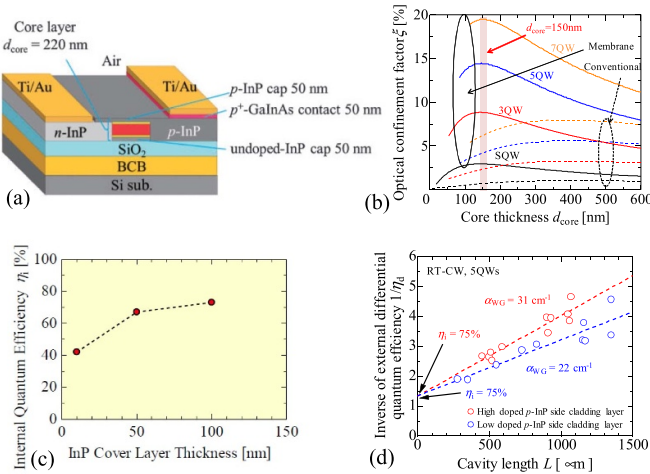 Core layer
dcore = 220 nm
Air
Ti/Au
Ti/Au
p-InP cap 50 nm
p+-GaInAs contact 50 nm
n-InP
p-InP
SiO2
undoped-InP cap 50 nm
BCB
Si sub.
(a)
Optical confinement factor ξ [%]
20
15
10
5
0
dcore=150nm
7QW
Membrane
5QW
Conventional
3QW
SQW
0 100 200 300 400 500 600
Core thickness dcore [nm]
(b)
Internal Quantum Efficiency ηi [%]
100
80
60
40
20
0
0 50 100 150
InP Cover Layer Thickness [nm]
(c)
Inverse of external differential
quantum effciency 1/ηd
6
5
4
3
2
1
0
RT-CW, 5QWs
αWG = 31 cm-1
ηi = 75%
αWG = 22 cm-1
ηi = 75%
High doped p-InP side cladding layer
Low doped p-InP side cladding layer
0 500 1000 1500
Cavity length L [ ∞m]
(d)